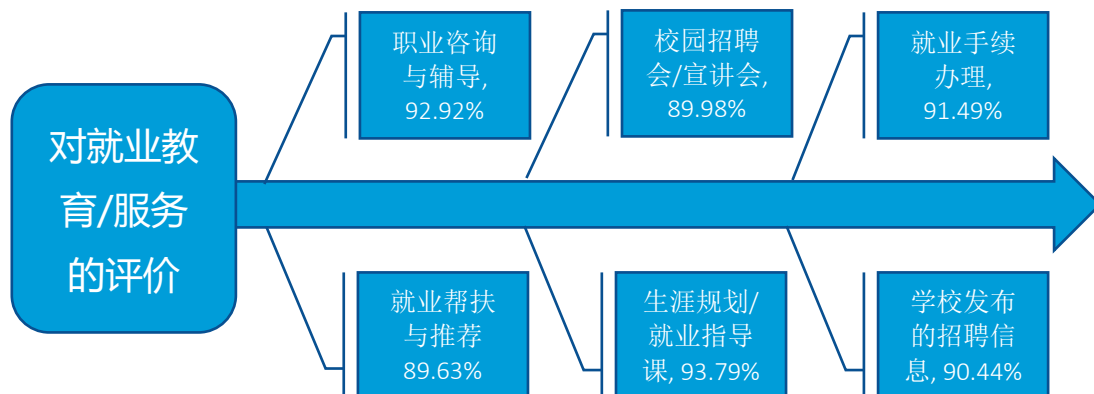 对就业教
育/服务
的评价
职业咨询
与辅导,
92.92%
校园招聘
会/宣讲会,
89.98%
就业手续
办理,
91.49%
就业帮扶
与推荐
89.63%
生涯规划/
就业指导
课, 93.79%
学校发布
的招聘信
息, 90.44%